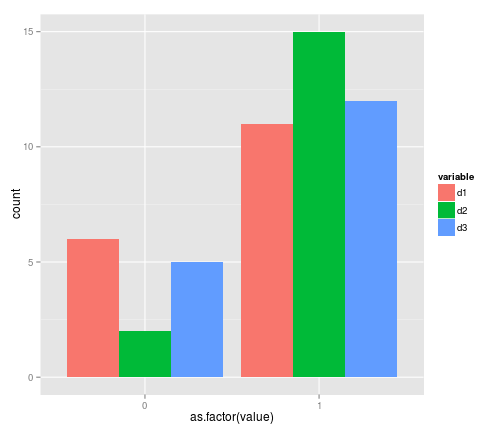 15
10
5
0
count
0
1
as.factor(value)
variable
d1
d2
d3